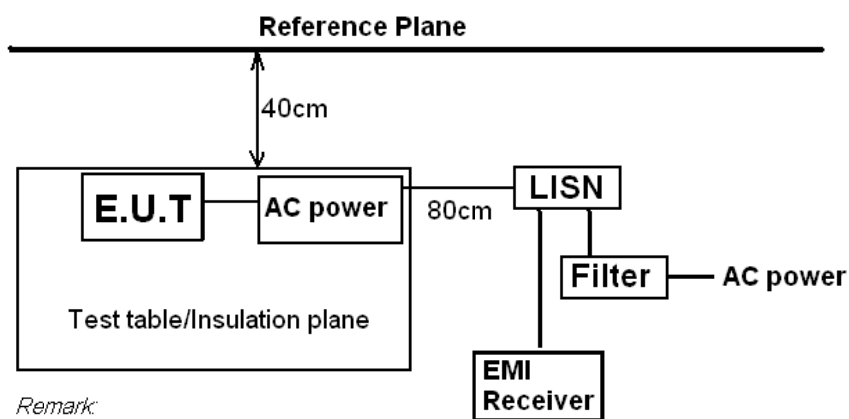 Reference Plane
40cm
E.U.T
AC power
80cm
LISN
Filter
AC power
Test table/Insulation plane
EMI
Receiver
Remark: